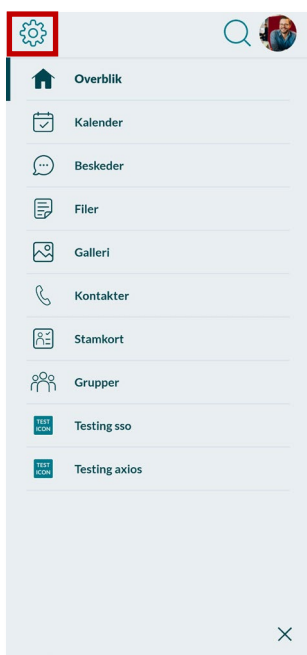 Overblik
Kalender
Beskeder
Filer
Galleri
Kontakter
Stamkort
Grupper
TEST
ICON
Testing sso
TEST
ICON
Testing axios